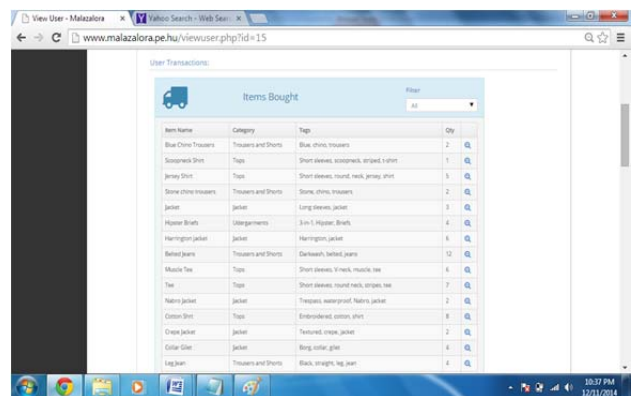 View User - Malazalora
Yahoo Search - Web Sear
www.malazalora.pe.hu/viewuser.php?id=15
User Transactions:
Items Bought
Filter
All
Item Name Category Tags Qty
Blue Chino Trousers Trousers and Shorts Blue, chino, trousers 2
Scoopneck Shirt Tops Short sleeves, scoopneck, striped, t-shirt 1
Jersey Shirt Tops Short sleeves, round, neck, jersey, shirt 5
Stone chino trousers Trousers and Shorts Stone, chino, trousers 2
Jacket Jacket Long sleeves, jacket 3
Hipster Briefs Udergarments 3-in-1, Hipster, Briefs 4
Harrington jacket Jacket Harrington, jacket 6
Belted Jeans Trousers and Shorts Darkwash, belted, jeans 12
Muscle Tee Tops Short sleeves, V-neck, muscle, tee 6
Tee Tops Short sleeves, round neck, stripes, tee 7
Nabro Jacket Jacket Trespass, waterproof, Nabro, jacket 2
Cotton Shirt Tops Embroidered, cotton, shirt 8
Crepe Jacket Jacket Textured, crepe, jacket 2
Collar Gilet Jacket Borg, collar, gilet 4
Leg Jean Trousers and Shorts Black, straight, leg, jean 4
10:37 PM
12/11/2014